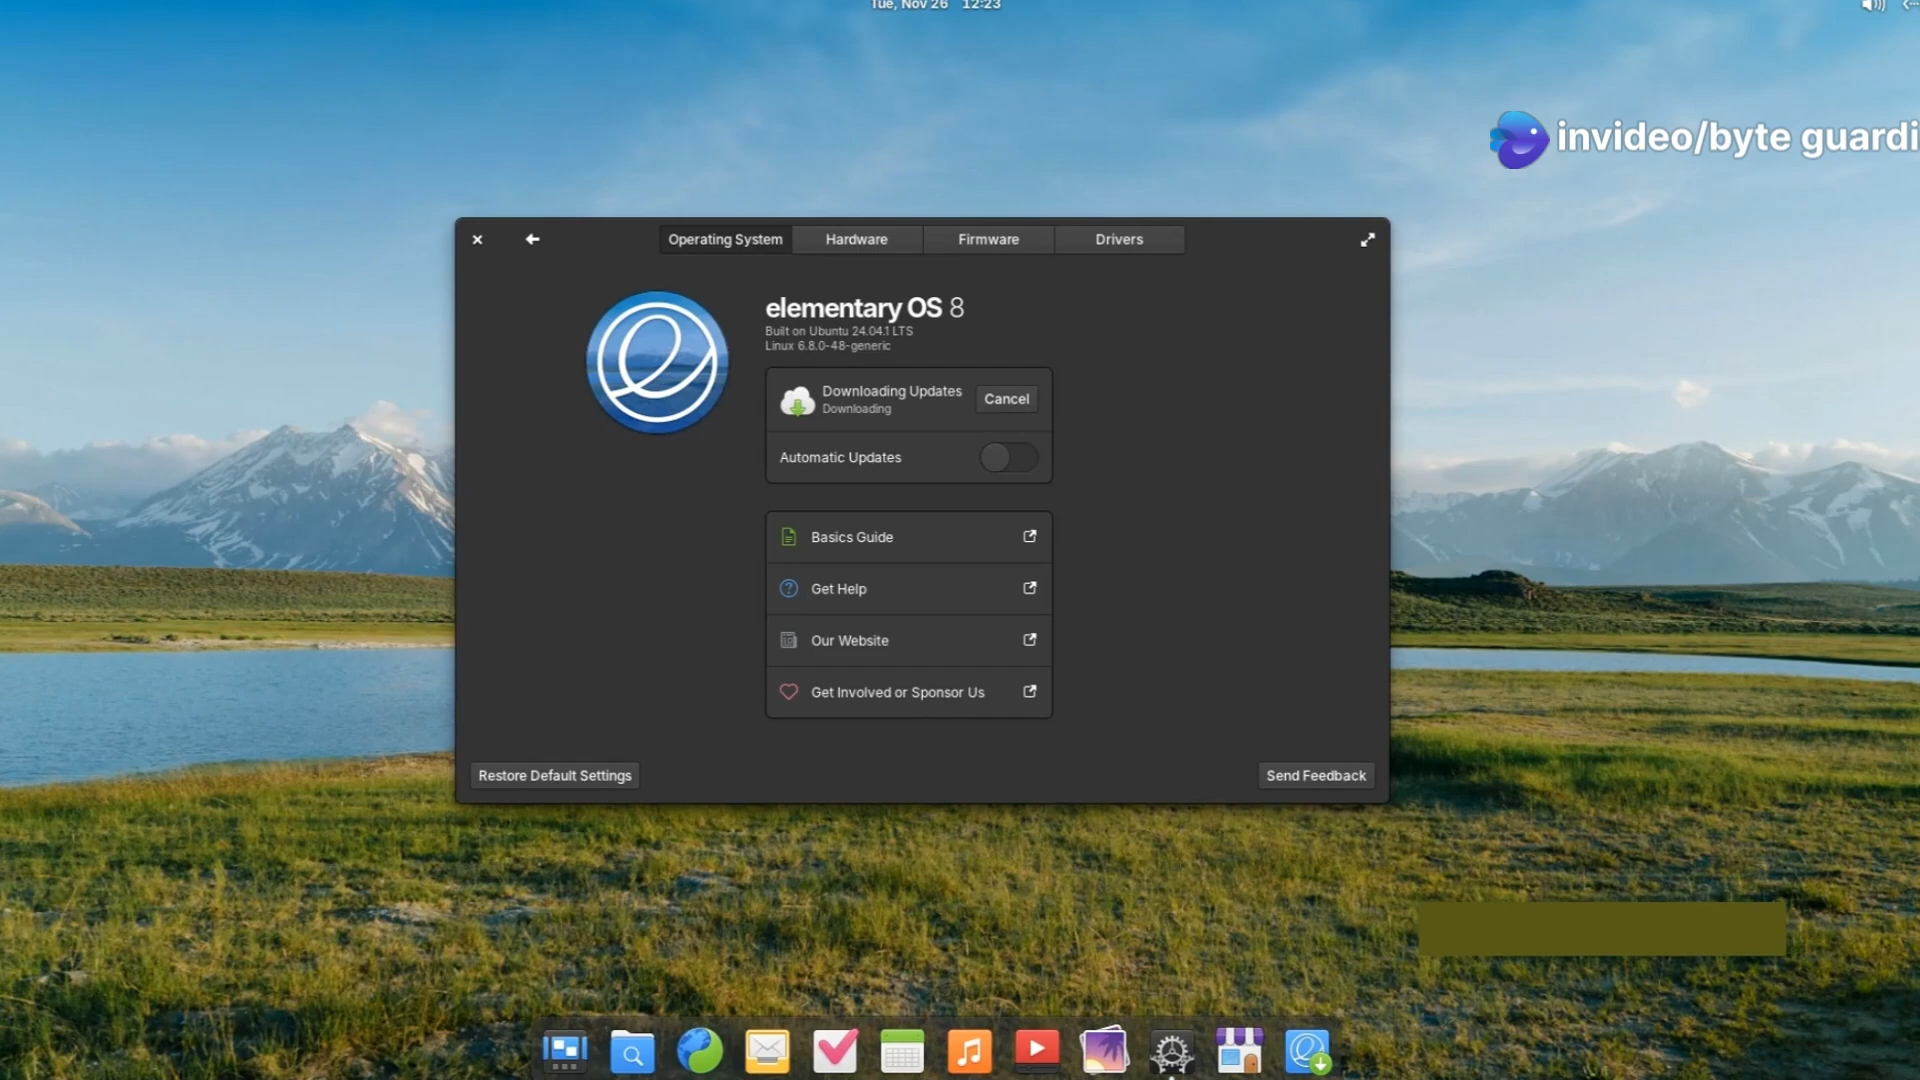 Tue, Nov 26 12:23
invideo/byte guardi
Operating System
Hardware
Firmware
Drivers
elementary OS 8
Built on Ubuntu 24.04.1 LTS
Linux 6.8.0-48-generic
Downloading Updates
Downloading
Cancel
Automatic Updates
Basics Guide
Get Help
Our Website
Get Involved or Sponsor Us
Restore Default Settings
Send Feedback